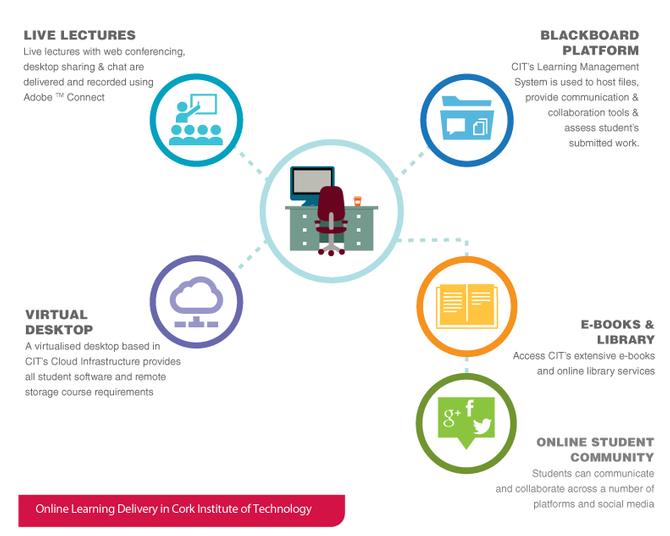 LIVE LECTURES
Live lectures with web conferencing,
desktop sharing & chat are
delivered and recorded using
Adobe ™ Connect
BLACKBOARD
PLATFORM
CIT's Learning Management
System is used to host files,
provide communication &
collaboration tools &
assess student's
submitted work.
VIRTUAL
DESKTOP
A virtualised desktop based in
CIT's Cloud Infrastructure provides
all student software and remote
storage course requirements
E-BOOKS &
LIBRARY
Access CIT's extensive e-books
and online library services
g+ f
ONLINE STUDENT
COMMUNITY
Students can communicate
and collaborate across a number of
platforms and social media
Online Learning Delivery in Cork Institute of Technology